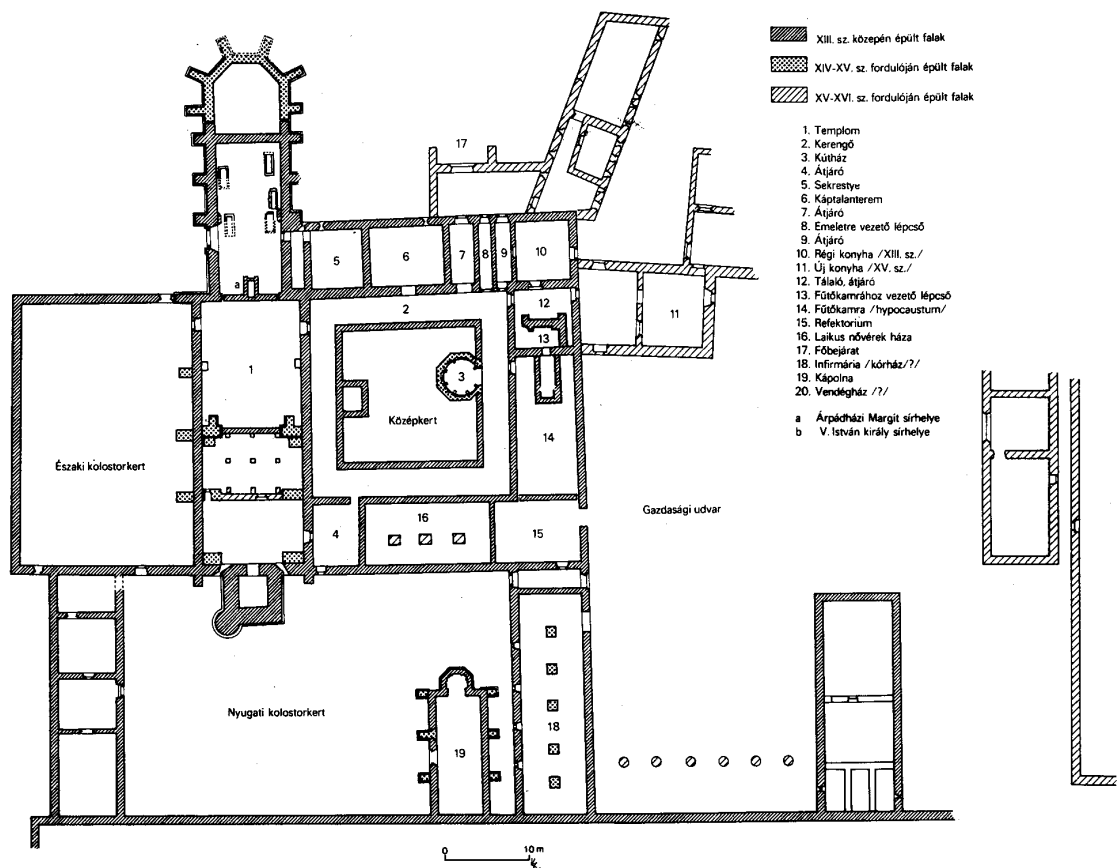 XIII. sz. közepén épült falak
XIV-XV. sz. fordulóján épült falak
XV-XVI. sz. fordulóján épült falak
1. Templom
2. Kerengő
3. Kútház
4. Átjáró
5. Sekrestye
6. Káptalanterem
7. Átjáró
8. Emeletre vezető lépcső
9. Átjáró
10. Régi konyha /XIII. sz./
11. Új konyha /XV. sz./
12. Tálaló, átjáró
13. Fűtőkamrához vezető lépcső
14. Fűtőkamra /hypocaustum/
15. Refektorium
16. Laikus nővérek háza
17. Főbejárat
18. Infirmária /kórház/?/
19. Kápolna
20. Vendégház /?/
a Árpádházi Margit sírhelye
b V. István király sírhelye
17
5
6
7
8
9
10
a
2
12
11
13
1
3
Középkert
14
Északi kolostorkert
16
4
15
Gazdasági udvar
Nyugati kolostorkert
18
19
0 10 m